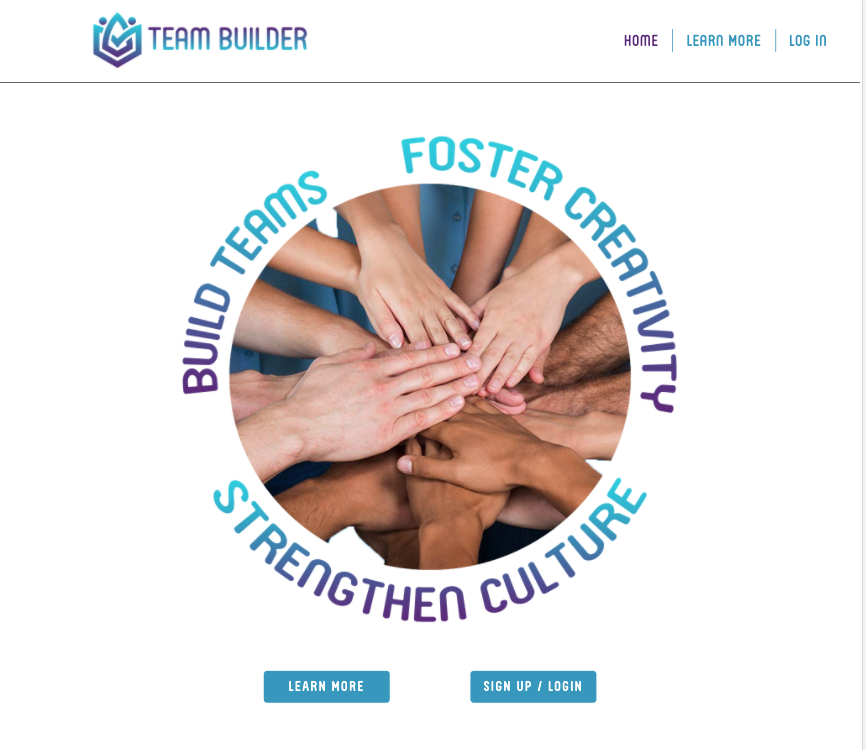 TEAM BUILDER
HOME
LEARN MORE
LOG IN
BUILD TEAMS
FOSTER CREATIVITY
STRENGTHEN CULTURE
LEARN MORE
SIGN UP / LOGIN